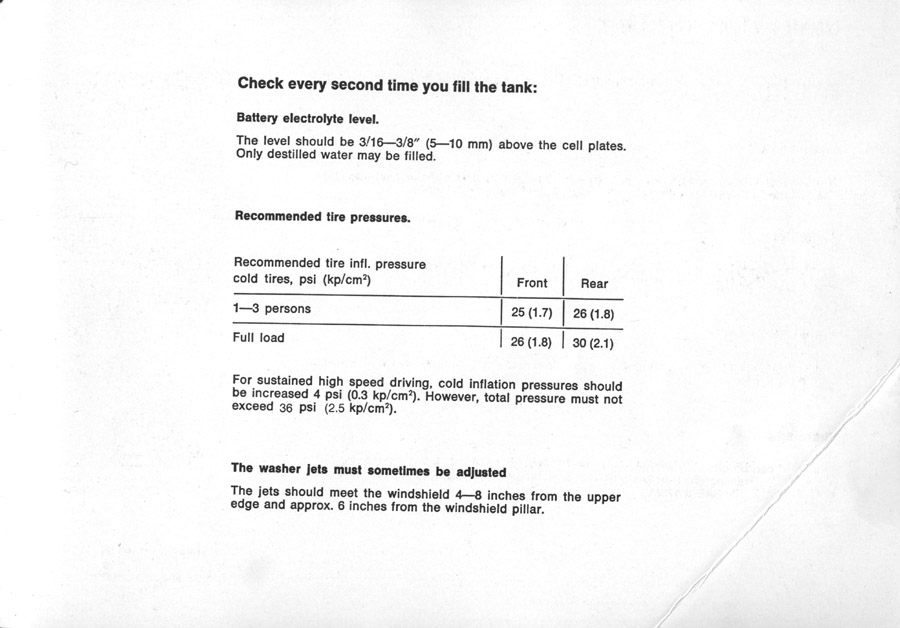 Check every second time you fill the tank:
Battery electrolyte level.
The level should be 3/16—3/8″ (5—10 mm) above the cell plates.
Only destilled water may be filled.
Recommended tire pressures.
Recommended tire infl. pressure
cold tires, psi (kp/cm²) Front Rear
1—3 persons 25 (1.7) 26 (1.8)
Full load 26 (1.8) 30 (2.1)
For sustained high speed driving, cold inflation pressures should
be increased 4 psi (0.3 kp/cm²). However, total pressure must not
exceed 36 psi (2.5 kp/cm²).
The washer jets must sometimes be adjusted
The jets should meet the windshield 4—8 inches from the upper
edge and approx. 6 inches from the windshield pillar.